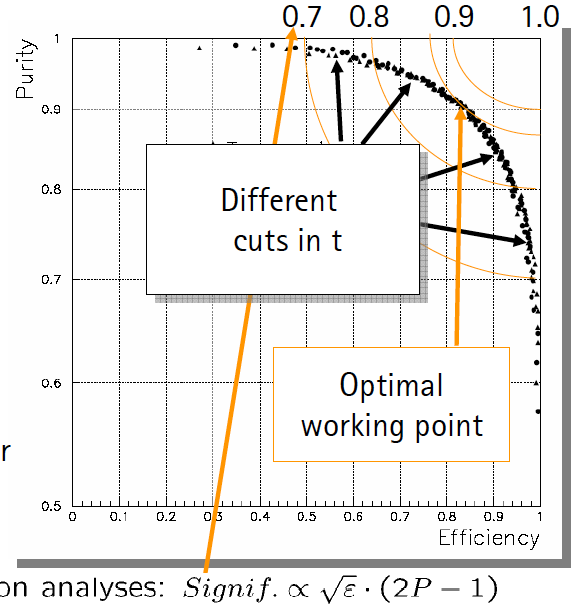 0.7 0.8 0.9 1.0
Purity
1
0.9
0.8
0.7
0.6
0.5
Different
cuts in t
Optimal
working point
r
0 0.1 0.2 0.3 0.4 0.5 0.6 0.7 0.8 0.9 1
Efficiency
on analyses: Signif. ∝ √ε · (2P − 1)